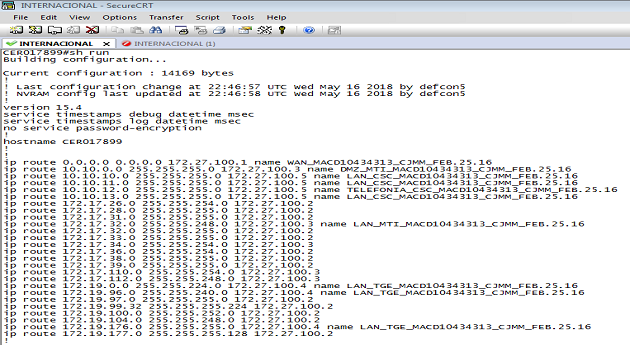 INTERNACIONAL - SecureCRT
File Edit View Options Transfer Script Tools Help
INTERNACIONAL INTERNACIONAL (1)
CER017899#sh run
Building configuration...
Current configuration : 14169 bytes
!
! Last configuration change at 22:46:57 UTC Wed May 16 2018 by defcon5
! NVRAM config last updated at 22:46:58 UTC Wed May 16 2018 by defcon5
!
version 15.4
service timestamps debug datetime msec
service timestamps log datetime msec
no service password-encryption
!
hostname CER017899
!
ip route 0.0.0.0 0.0.0.0 172.27.100.1 name WAN_MACD10434313_CJMM_FEB.25.16
ip route 10.10.0.0 255.255.255.0 172.27.100.3 name DMZ_MTI_MACD10434313_CJMM_FEB.25.16
ip route 10.10.10.0 255.255.255.0 172.27.100.5 name LAN_CSC_MACD10434313_CJMM_FEB.25.16
ip route 10.10.11.0 255.255.255.0 172.27.100.5 name LAN_CSC_MACD10434313_CJMM_FEB.25.16
ip route 10.10.12.0 255.255.255.0 172.27.100.5 name TELEFONIA_CSC_MACD10434313_CJMM_FEB.25.16
ip route 10.10.13.0 255.255.255.0 172.27.100.5 name LAN_CSC_MACD10434313_CJMM_FEB.25.16
ip route 172.17.26.0 255.255.254.0 172.27.100.2
ip route 172.17.28.0 255.255.255.0 172.27.100.2
ip route 172.17.31.0 255.255.255.0 172.27.100.2
ip route 172.17.32.0 255.255.248.0 172.27.100.3 name LAN_MTI_MACD10434313_CJMM_FEB.25.16
ip route 172.17.32.0 255.255.255.0 172.27.100.2
ip route 172.17.33.0 255.255.255.0 172.27.100.2
ip route 172.17.34.0 255.255.254.0 172.27.100.2
ip route 172.17.36.0 255.255.254.0 172.27.100.2
ip route 172.17.38.0 255.255.255.0 172.27.100.2
ip route 172.17.39.0 255.255.255.0 172.27.100.2
ip route 172.17.110.0 255.255.254.0 172.27.100.3
ip route 172.17.112.0 255.255.248.0 172.27.100.3
ip route 172.19.0.0 255.255.224.0 172.27.100.4 name LAN_TGE_MACD10434313_CJMM_FEB.25.16
ip route 172.19.96.0 255.255.240.0 172.27.100.4 name LAN_TGE_MACD10434313_CJMM_FEB.25.16
ip route 172.19.97.0 255.255.255.0 172.27.100.2
ip route 172.19.99.32 255.255.255.224 172.27.100.2
ip route 172.19.100.0 255.255.252.0 172.27.100.2
ip route 172.19.104.0 255.255.248.0 172.27.100.2
ip route 172.19.176.0 255.255.255.0 172.27.100.4 name LAN_TGE_MACD10434313_CJMM_FEB.25.16
ip route 172.19.177.0 255.255.255.128 172.27.100.2
!